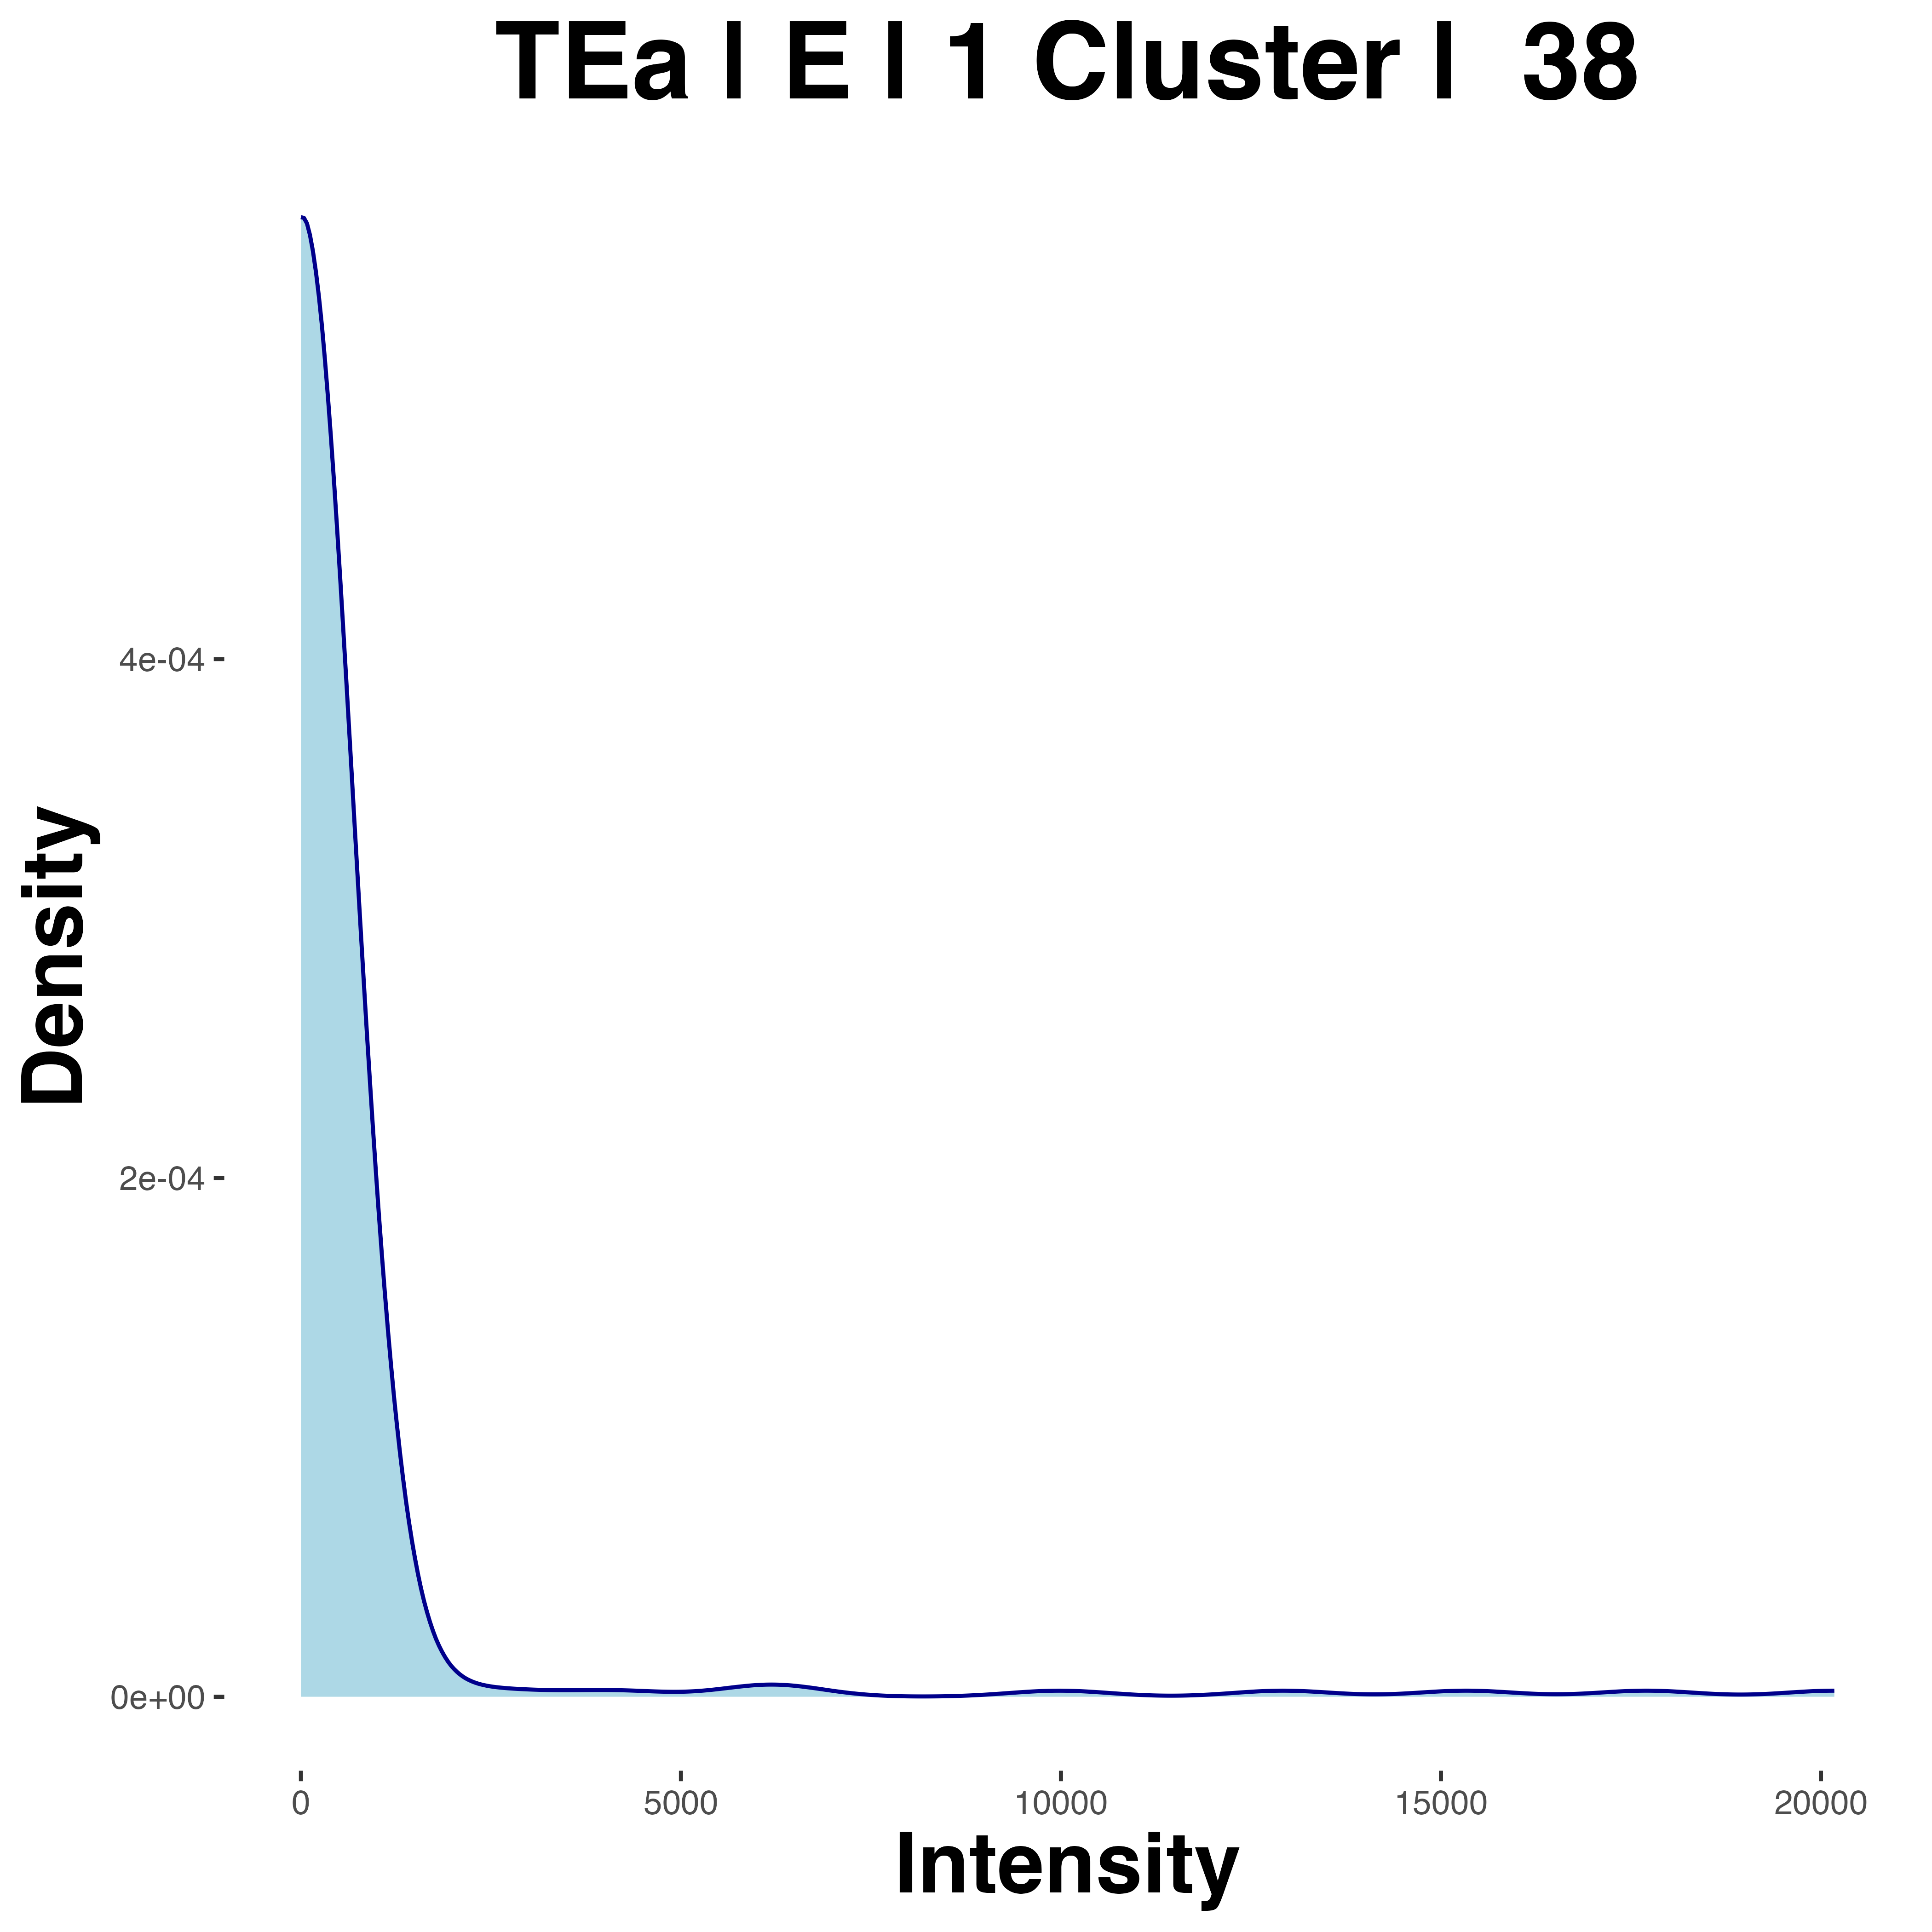 TEa | E | 1 Cluster | 38
Density
4e-04
2e-04
0e+00
0 5000 10000 15000 20000
Intensity